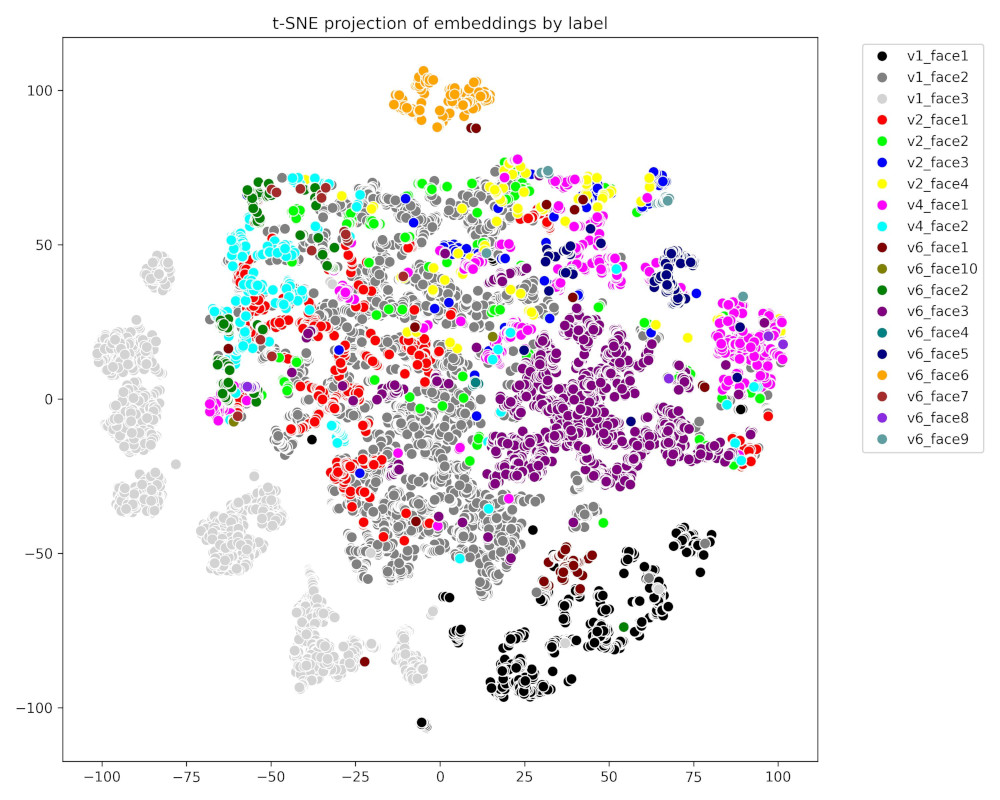 t-SNE projection of embeddings by label
100
50
0
−50
−100
−100
−75
−50
−25
0
25
50
75
100
v1_face1
v1_face2
v1_face3
v2_face1
v2_face2
v2_face3
v2_face4
v4_face1
v4_face2
v6_face1
v6_face10
v6_face2
v6_face3
v6_face4
v6_face5
v6_face6
v6_face7
v6_face8
v6_face9